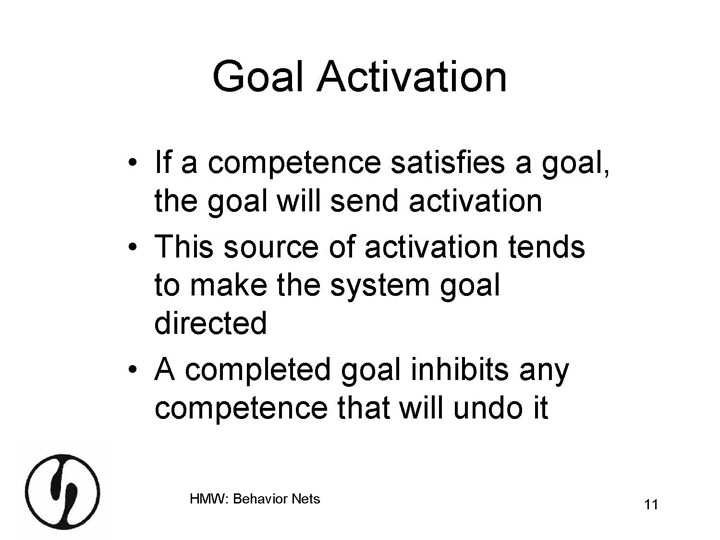 Goal Activation
• If a competence satisfies a goal,
the goal will send activation
• This source of activation tends
to make the system goal
directed
• A completed goal inhibits any
competence that will undo it
HMW: Behavior Nets
11